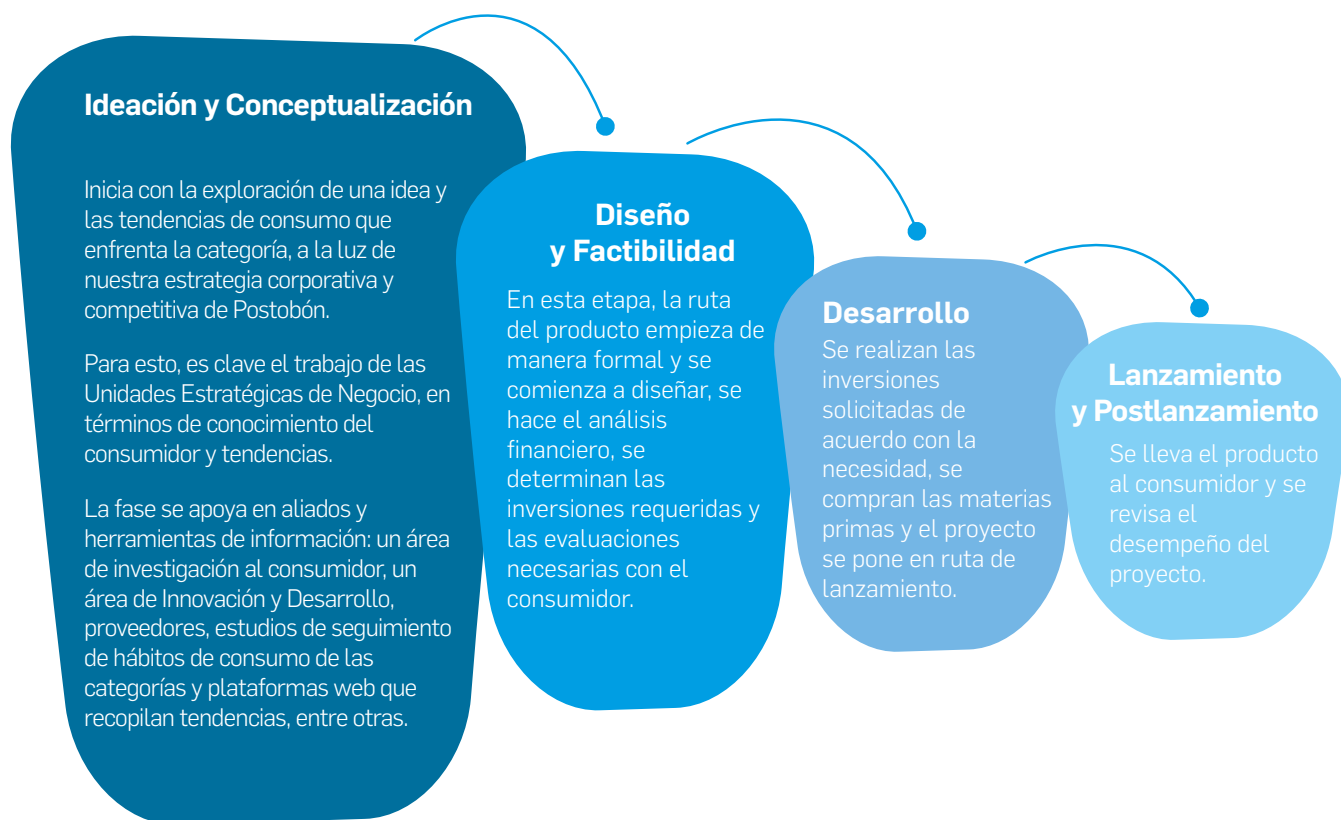 Ideación y Conceptualización
Inicia con la exploración de una idea y
las tendencias de consumo que
enfrenta la categoría, a la luz de
nuestra estrategia corporativa y
competitiva de Postobón.
Para esto, es clave el trabajo de las
Unidades Estratégicas de Negocio, en
términos de conocimiento del
consumidor y tendencias.
La fase se apoya en aliados y
herramientas de información: un área
de investigación al consumidor, un
área de Innovación y Desarrollo,
proveedores, estudios de seguimiento
de hábitos de consumo de las
categorías y plataformas web que
recopilan tendencias, entre otras.
Diseño
y Factibilidad
En esta etapa, la ruta
del producto empieza de
manera formal y se
comienza a diseñar, se
hace el análisis
financiero, se
determinan las
inversiones requeridas y
las evaluaciones
necesarias con el
consumidor.
Desarrollo
Se realizan las
inversiones
solicitadas de
acuerdo con la
necesidad, se
compran las materias
primas y el proyecto
se pone en ruta de
lanzamiento.
Lanzamiento
y Postlanzamiento
Se lleva el producto
al consumidor y se
revisa el
desempeño del
proyecto.